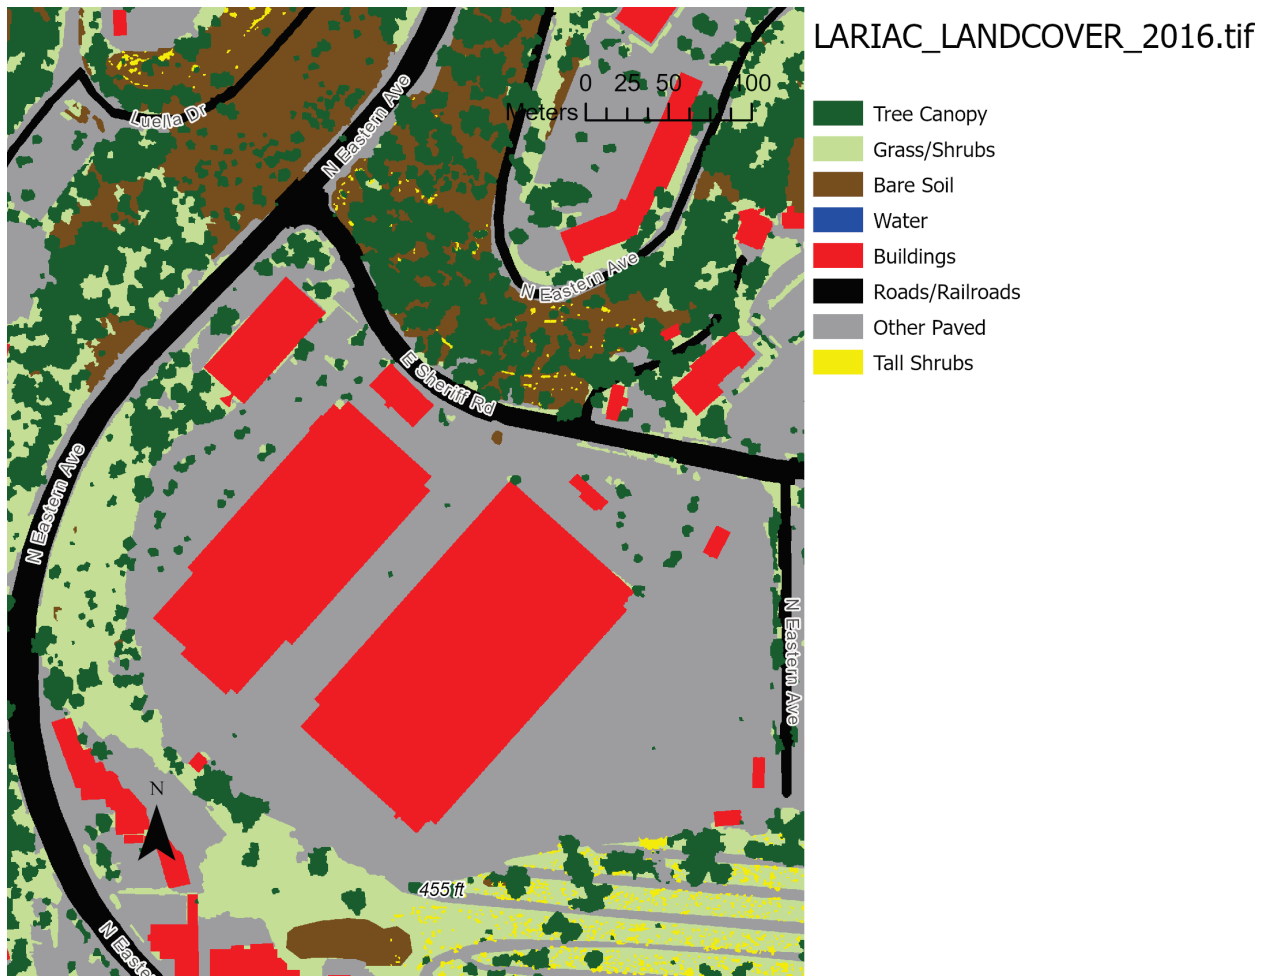 LARIAC_LANDCOVER_2016.tif
Tree Canopy
Grass/Shrubs
Bare Soil
Water
Buildings
Roads/Railroads
Other Paved
Tall Shrubs
0 25 50 100
Meters
Luella Dr
N Eastern Ave
N Eastern Ave
E Sheriff Rd
N Eastern Ave
N Eastern Ave
N
455 ft
N Easte